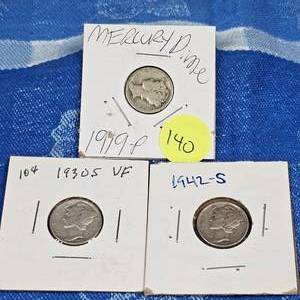 MERCURY Dime
1919-P
140
10¢ 1930S VF
1942-S